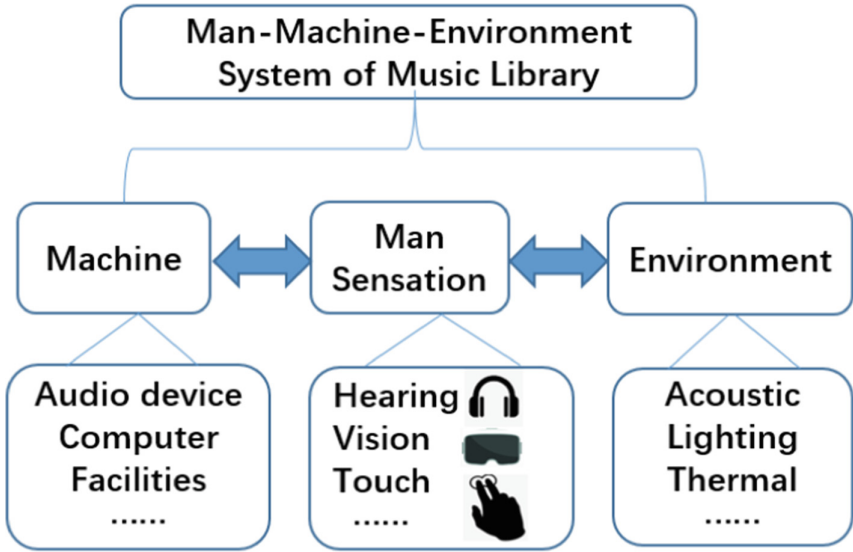 Man-Machine-Environment
System of Music Library
Machine
Man
Sensation
Environment
Audio device
Computer
Facilities
......
Hearing
Vision
Touch
......
Acoustic
Lighting
Thermal
......